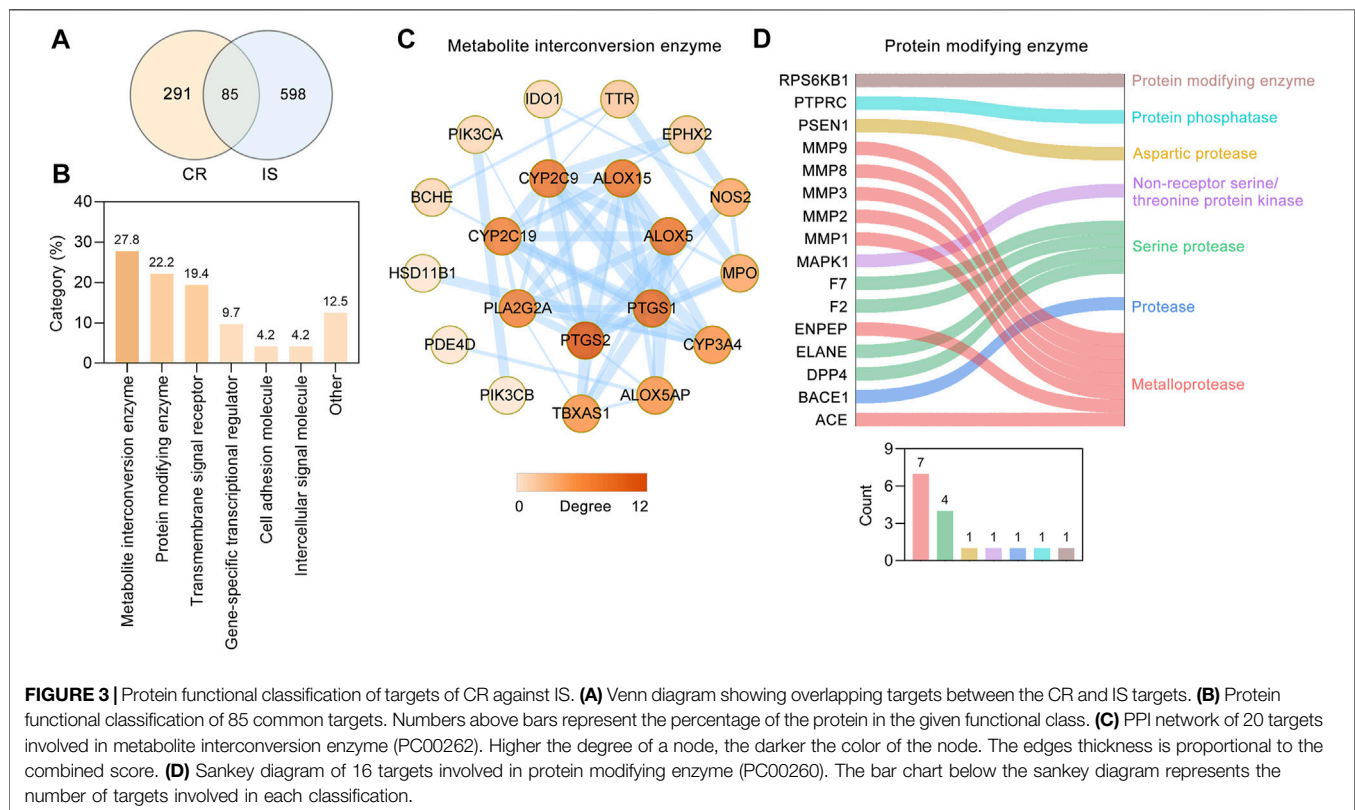 A
291
85
598
CR
IS
B
Category (%)
40
30
20
10
0
27.8
22.2
19.4
9.7
4.2
4.2
12.5
Metabolite interconversion enzyme
Protein modifying enzyme
Transmembrane signal receptor
Gene-specific transcriptional regulator
Cell adhesion molecule
Intercellular signal molecule
Other
C
Metabolite interconversion enzyme
IDO1
TTR
PIK3CA
EPHX2
CYP2C9
ALOX15
BCHE
NOS2
CYP2C19
ALOX5
HSD11B1
MPO
PLA2G2A
PTGS1
PTGS2
PDE4D
CYP3A4
PIK3CB
TBXAS1
ALOX5AP
0
Degree
12
D
Protein modifying enzyme
RPS6KB1
PTPRC
PSEN1
MMP9
MMP8
MMP3
MMP2
MMP1
MAPK1
F7
F2
ENPEP
ELANE
DPP4
BACE1
ACE
Protein modifying enzyme
Protein phosphatase
Aspartic protease
Non-receptor serine/
threonine protein kinase
Serine protease
Protease
Metalloprotease
Count
9
6
3
0
7
4
1
1
1
1
1
FIGURE 3 | Protein functional classification of targets of CR against IS. (A) Venn diagram showing overlapping targets between the CR and IS targets. (B) Protein
functional classification of 85 common targets. Numbers above bars represent the percentage of the protein in the given functional class. (C) PPI network of 20 targets
involved in metabolite interconversion enzyme (PC00262). Higher the degree of a node, the darker the color of the node. The edges thickness is proportional to the
combined score. (D) Sankey diagram of 16 targets involved in protein modifying enzyme (PC00260). The bar chart below the sankey diagram represents the
number of targets involved in each classification.